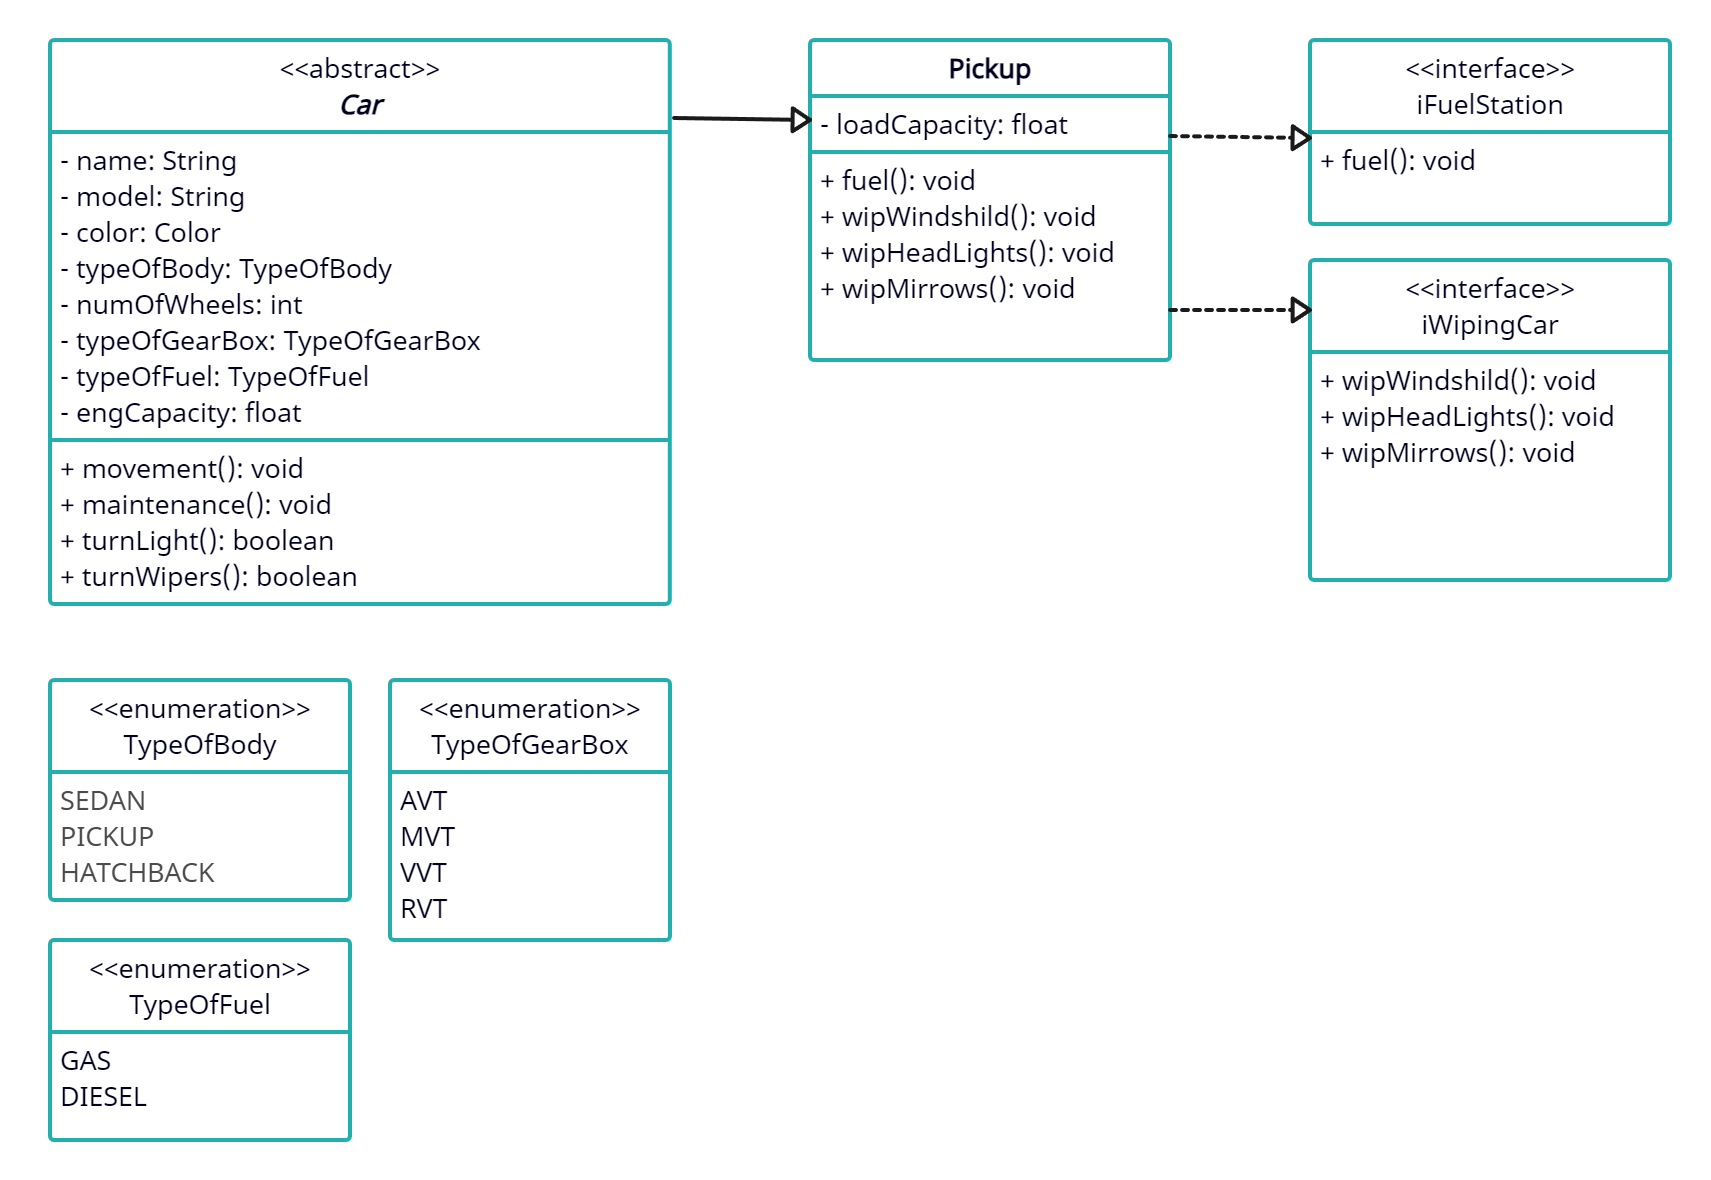 <<abstract>>
Car
- name: String
- model: String
- color: Color
- typeOfBody: TypeOfBody
- numOfWheels: int
- typeOfGearBox: TypeOfGearBox
- typeOfFuel: TypeOfFuel
- engCapacity: float
+ movement(): void
+ maintenance(): void
+ turnLight(): boolean
+ turnWipers(): boolean
Pickup
- loadCapacity: float
+ fuel(): void
+ wipWindshild(): void
+ wipHeadLights(): void
+ wipMirrows(): void
<<interface>>
iFuelStation
+ fuel(): void
<<interface>>
iWipingCar
+ wipWindshild(): void
+ wipHeadLights(): void
+ wipMirrows(): void
<<enumeration>>
TypeOfBody
SEDAN
PICKUP
HATCHBACK
<<enumeration>>
TypeOfGearBox
AVT
MVT
VVT
RVT
<<enumeration>>
TypeOfFuel
GAS
DIESEL